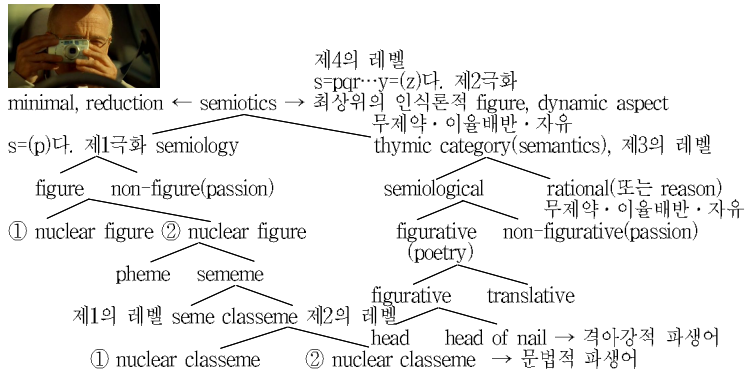 제4의 레벨
s=pqr…y=(z)다. 제2극화
minimal, reduction ← semiotics → 최상위의 인식론적 figure, dynamic aspect
무제약·이율배반·자유
s=(p)다. 제1극화 semiology thymic category(semantics), 제3의 레벨
figure non-figure(passion) semiological rational(또는 reason)
무제약·이율배반·자유
① nuclear figure ② nuclear figure figurative non-figurative(passion)
(poetry)
pheme sememe
figurative translative
제1의 레벨 seme classeme 제2의 레벨
head head of nail → 격아강적 파생어
① nuclear classeme ② nuclear classeme → 문법적 파생어